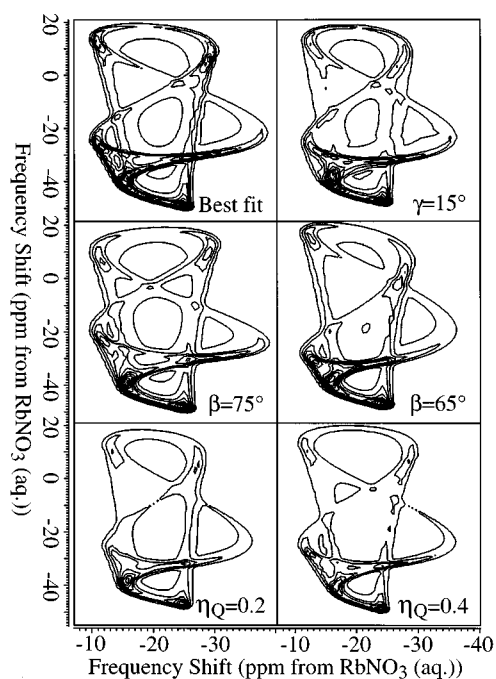 20
0
-20
-40
20
0
-20
-40
20
0
-20
-40
Frequency Shift (ppm from RbNO3 (aq.))
Best fit
γ=15°
β=75°
β=65°
ηQ=0.2
ηQ=0.4
-10 -20 -30 -10 -20 -30 -40
Frequency Shift (ppm from RbNO3 (aq.))